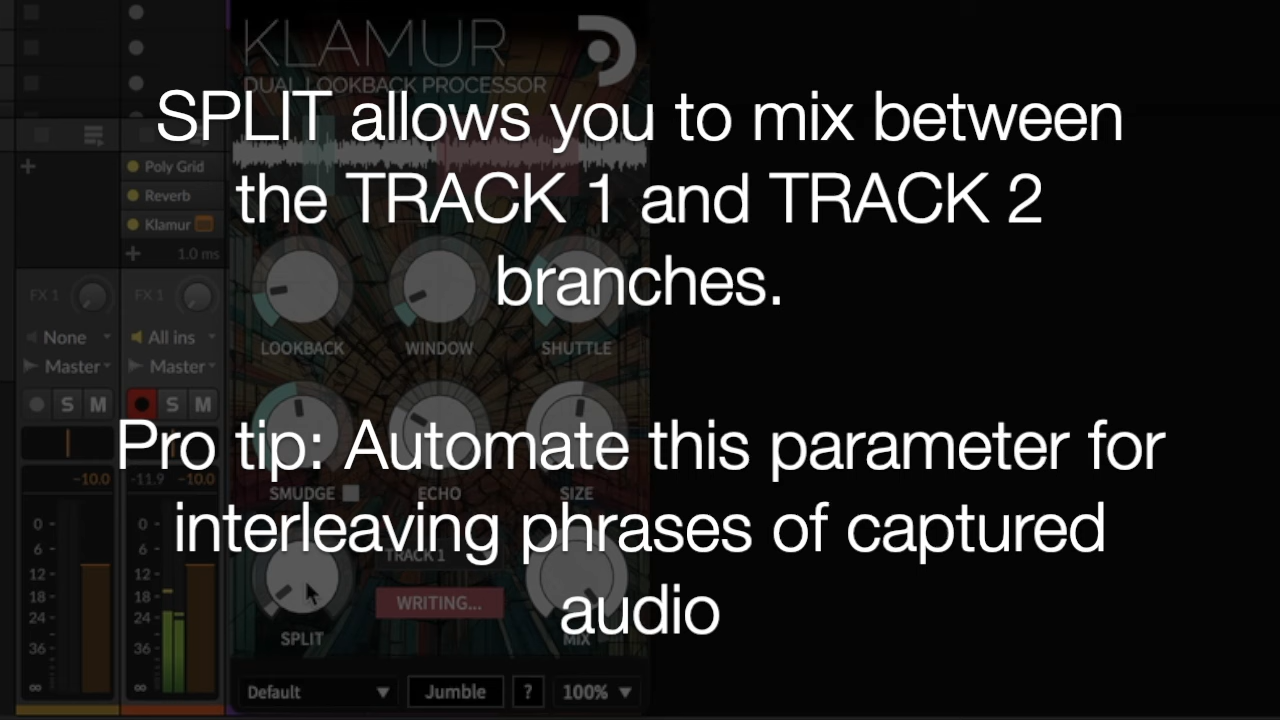 KLAMUR
DUAL LOOKBACK PROCESSOR
SPLIT allows you to mix between
the TRACK 1 and TRACK 2
branches.
Pro tip: Automate this parameter for
interleaving phrases of captured
audio
Poly Grid
Reverb
Klamur
1.0 ms
FX 1
FX 1
None
All ins
Master
Master
S M
S M
-10.0
-11.9 -10.0
0
6
12
18
24
36
∞
0
6
12
18
24
36
∞
LOOKBACK WINDOW SHUTTLE
SMUDGE ECHO SIZE
TRACK 1
WRITING...
SPLIT MIX
Default Jumble ? 100%